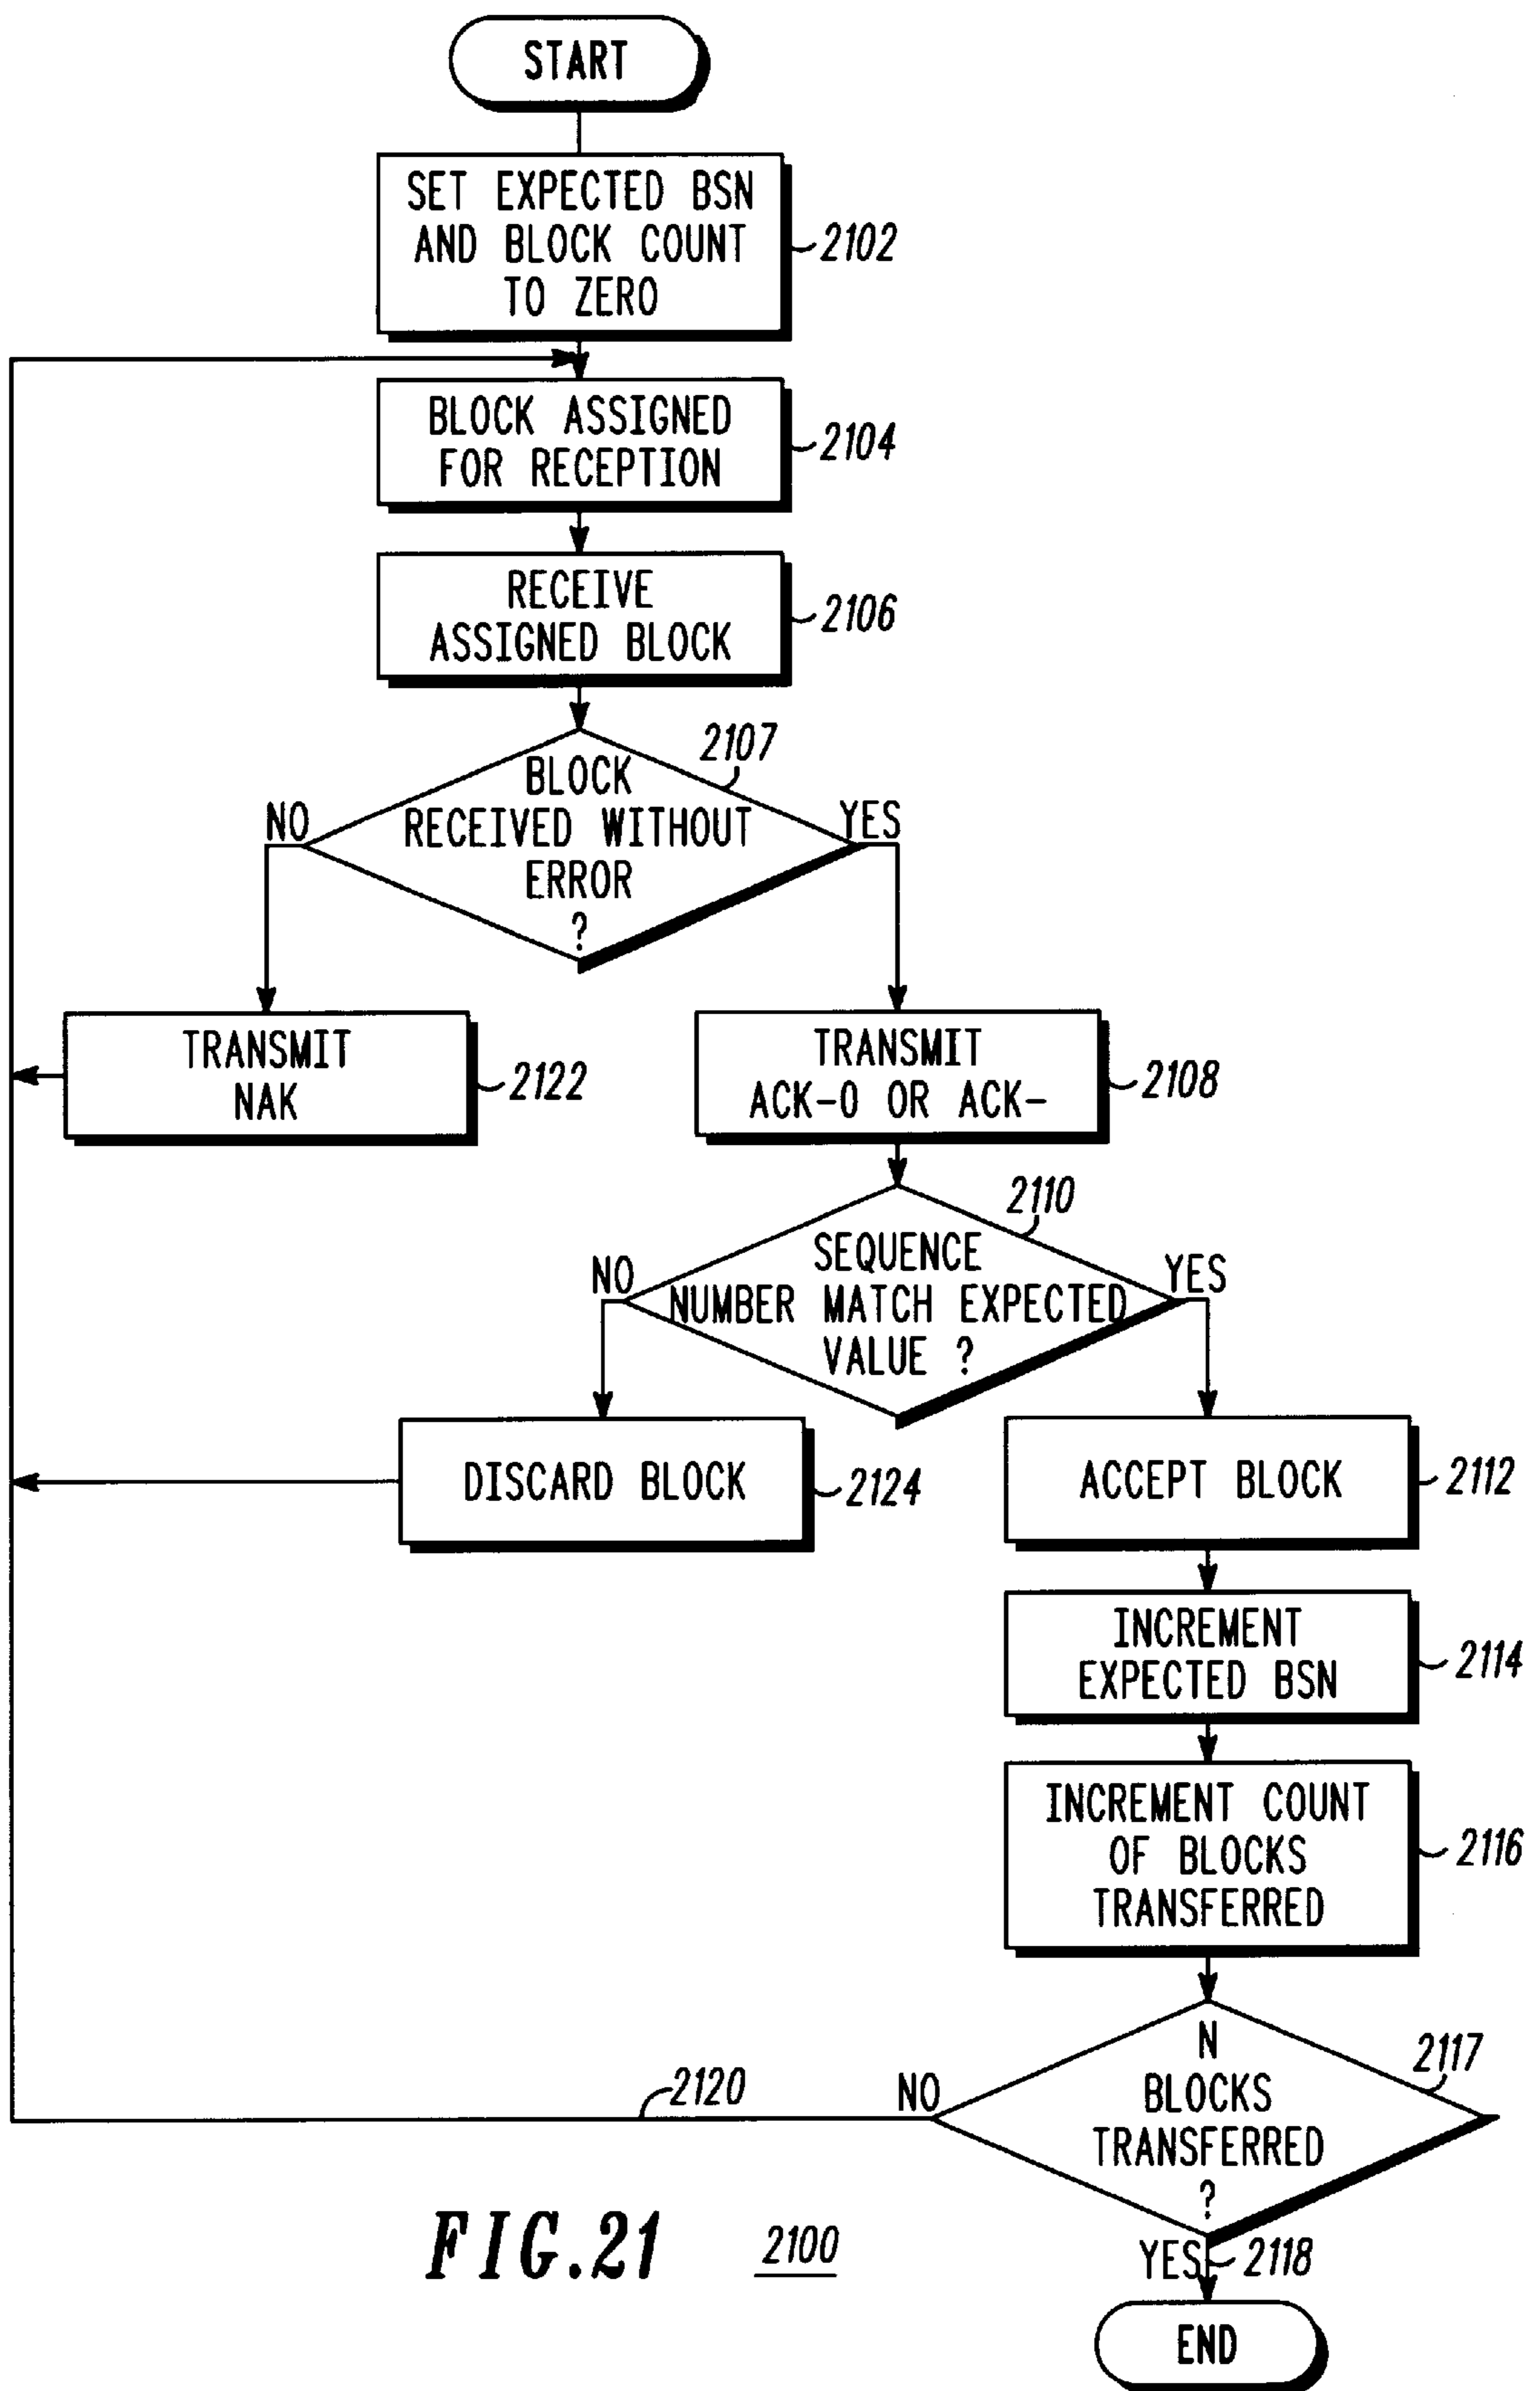 START
SET EXPECTED BSN
AND BLOCK COUNT
TO ZERO
2102
BLOCK ASSIGNED
FOR RECEPTION
2104
RECEIVE
ASSIGNED BLOCK
2106
2107
BLOCK
RECEIVED WITHOUT
ERROR
?
NO
YES
TRANSMIT
NAK
2122
TRANSMIT
ACK-0 OR ACK-
2108
2110
SEQUENCE
NUMBER MATCH EXPECTED
VALUE ?
NO
YES
DISCARD BLOCK
2124
ACCEPT BLOCK
2112
INCREMENT
EXPECTED BSN
2114
INCREMENT COUNT
OF BLOCKS
TRANSFERRED
2116
N
BLOCKS
TRANSFERRED
?
2117
NO
2120
YES
2118
END
FIG.21
2100